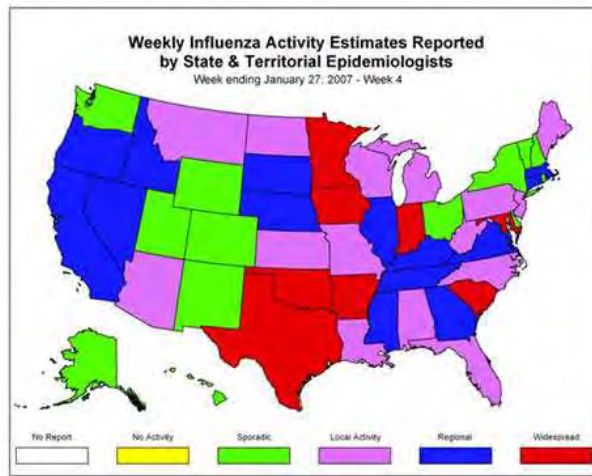 Weekly Influenza Activity Estimates Reported
by State & Territorial Epidemiologists
Week ending January 27, 2007 - Week 4
No Report
No Activity
Sporadic
Local Activity
Regional
Widespread